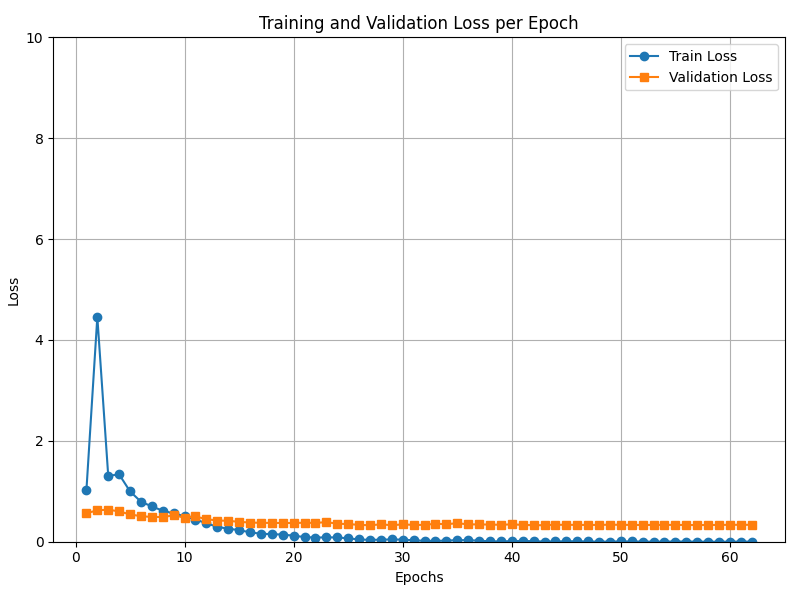 Training and Validation Loss per Epoch
Train Loss
Validation Loss
Loss
10
8
6
4
2
0
0 10 20 30 40 50 60
Epochs